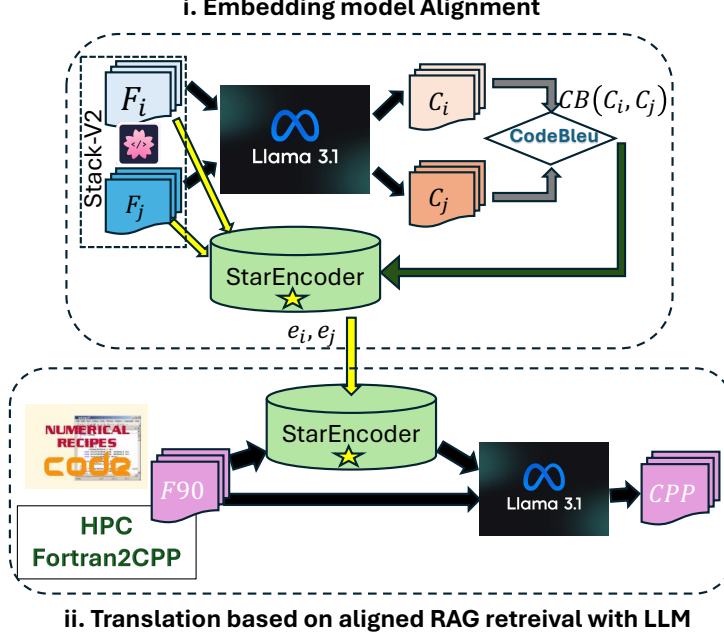 i. Embedding model Alignment
Stack-V2
F_i
</>
F_j
Llama 3.1
C_i
C_j
CB(C_i, C_j)
CodeBleu
StarEncoder
e_i, e_j
StarEncoder
NUMERICAL
RECIPES
code
F90
HPC
Fortran2CPP
Llama 3.1
CPP
ii. Translation based on aligned RAG retreival with LLM